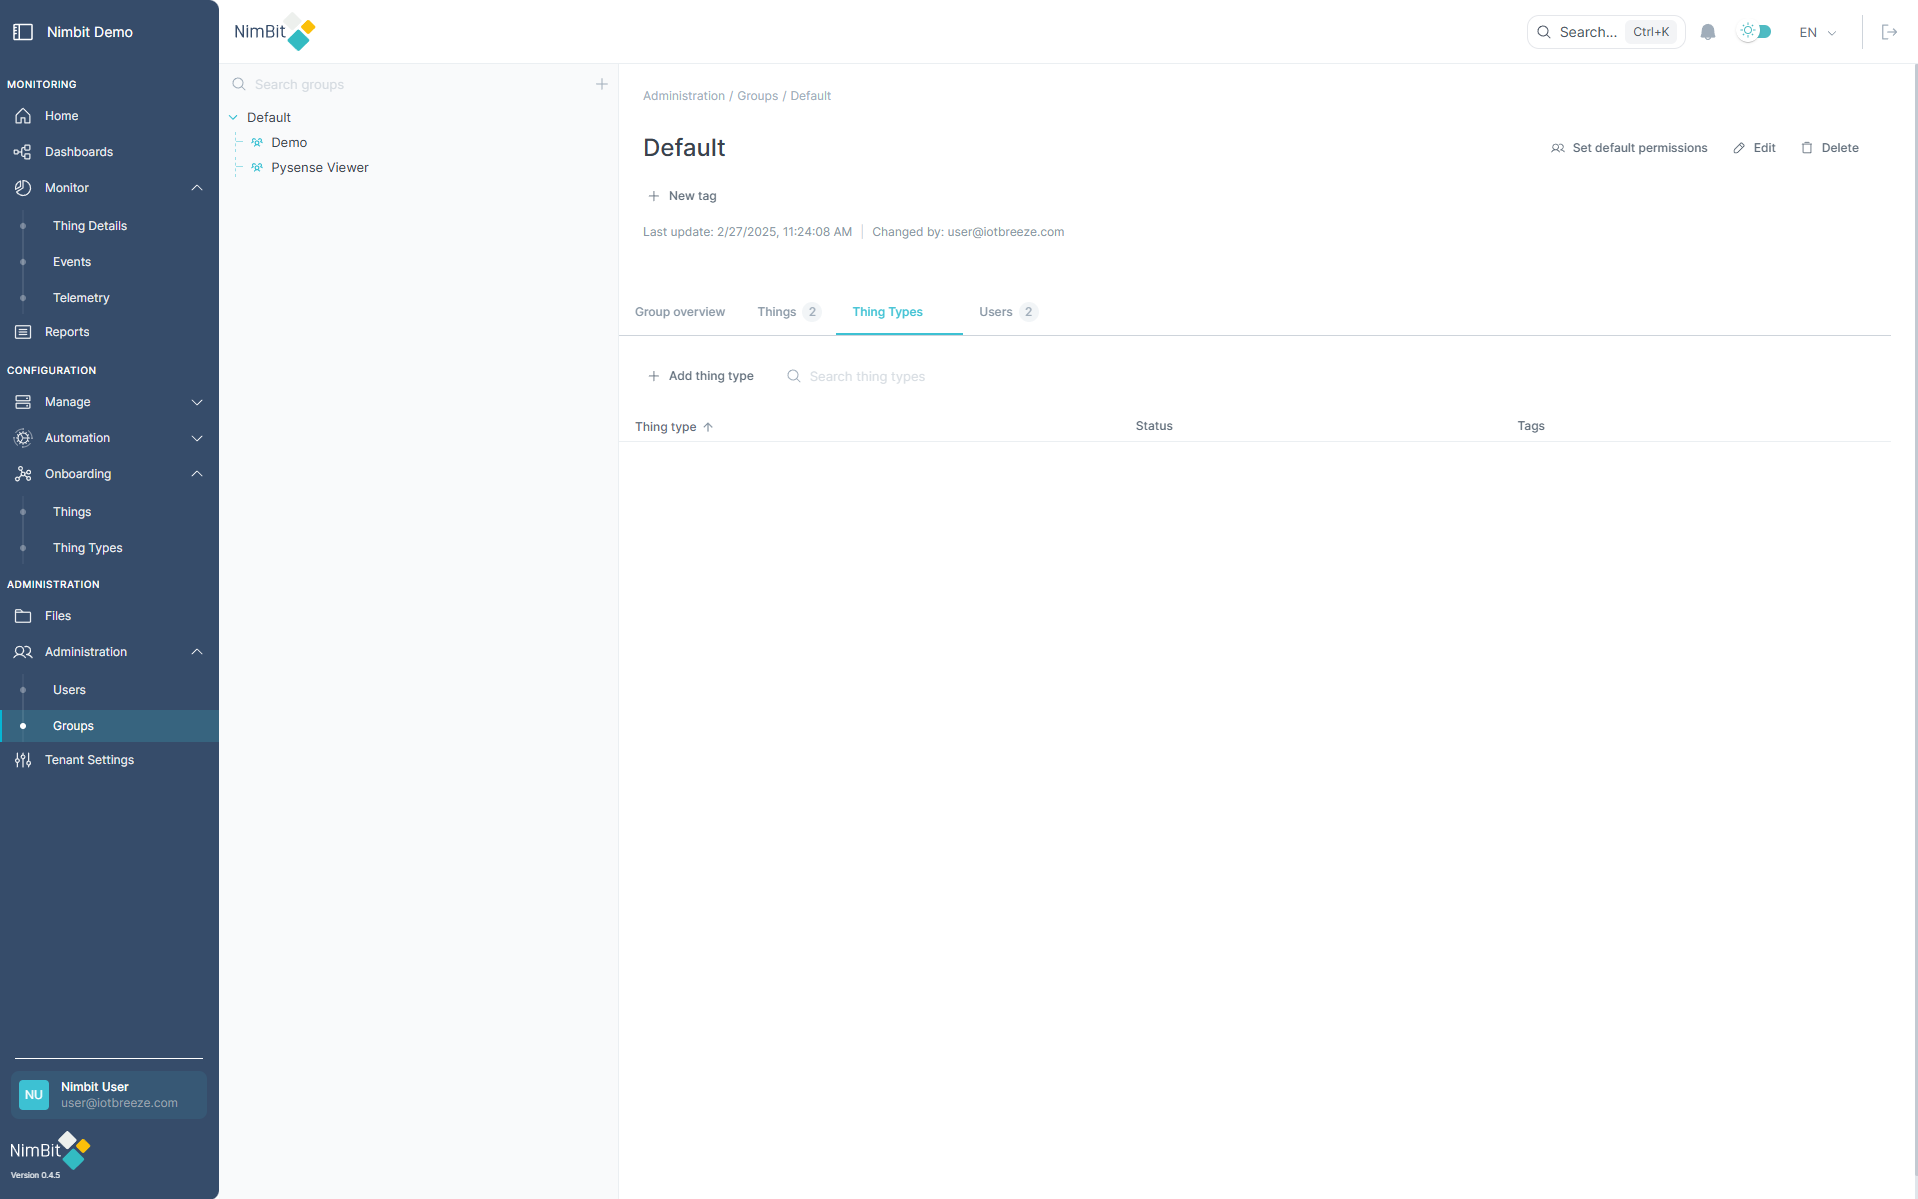 Nimbit Demo
MONITORING
Home
Dashboards
Monitor
Thing Details
Events
Telemetry
Reports
CONFIGURATION
Manage
Automation
Onboarding
Things
Thing Types
ADMINISTRATION
Files
Administration
Users
Groups
Tenant Settings
NU
Nimbit User
user@iotbreeze.com
NimBit
Version 0.4.5
NimBit
Search... Ctrl+K
EN
Search groups
Default
Demo
Pysense Viewer
Administration / Groups / Default
Default
Set default permissions Edit Delete
New tag
Last update: 2/27/2025, 11:24:08 AM Changed by: user@iotbreeze.com
Group overview Things 2 Thing Types Users 2
Add thing type Search thing types
Thing type Status Tags